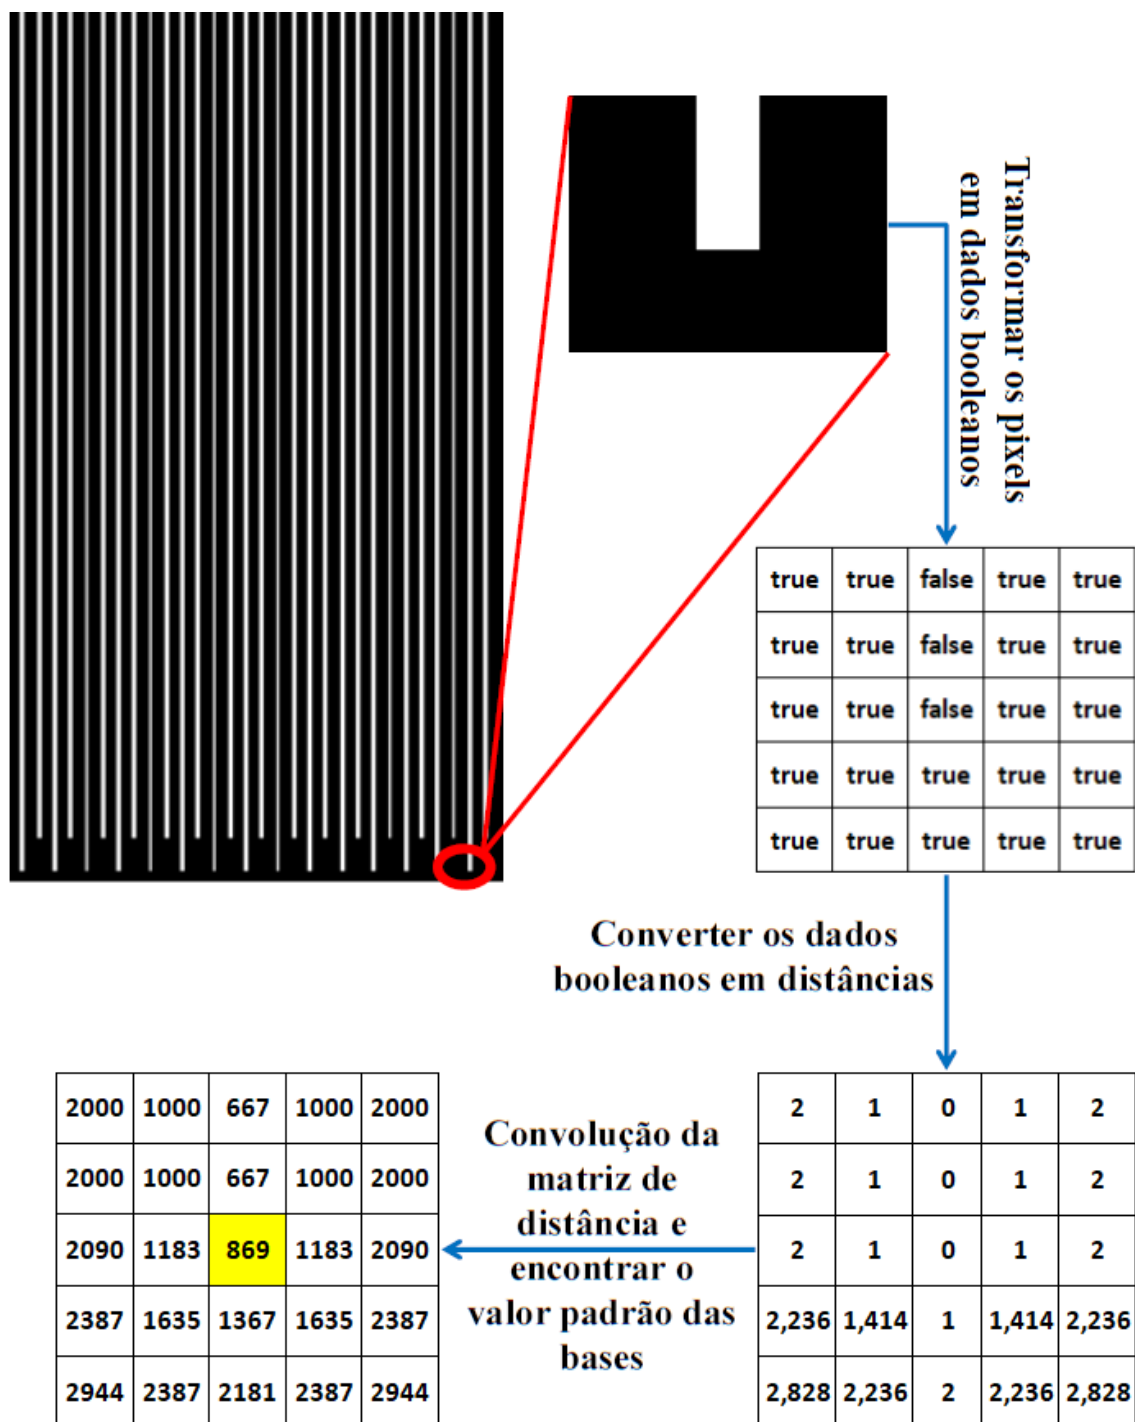 Transformar os pixels
em dados booleanos
true true false true true
true true false true true
true true false true true
true true true true true
true true true true true
Converter os dados
booleanos em distâncias
2 1 0 1 2
2 1 0 1 2
2 1 0 1 2
2,236 1,414 1 1,414 2,236
2,828 2,236 2 2,236 2,828
Convolução da
matriz de
distância e
encontrar o
valor padrão das
bases
2000 1000 667 1000 2000
2000 1000 667 1000 2000
2090 1183 869 1183 2090
2387 1635 1367 1635 2387
2944 2387 2181 2387 2944